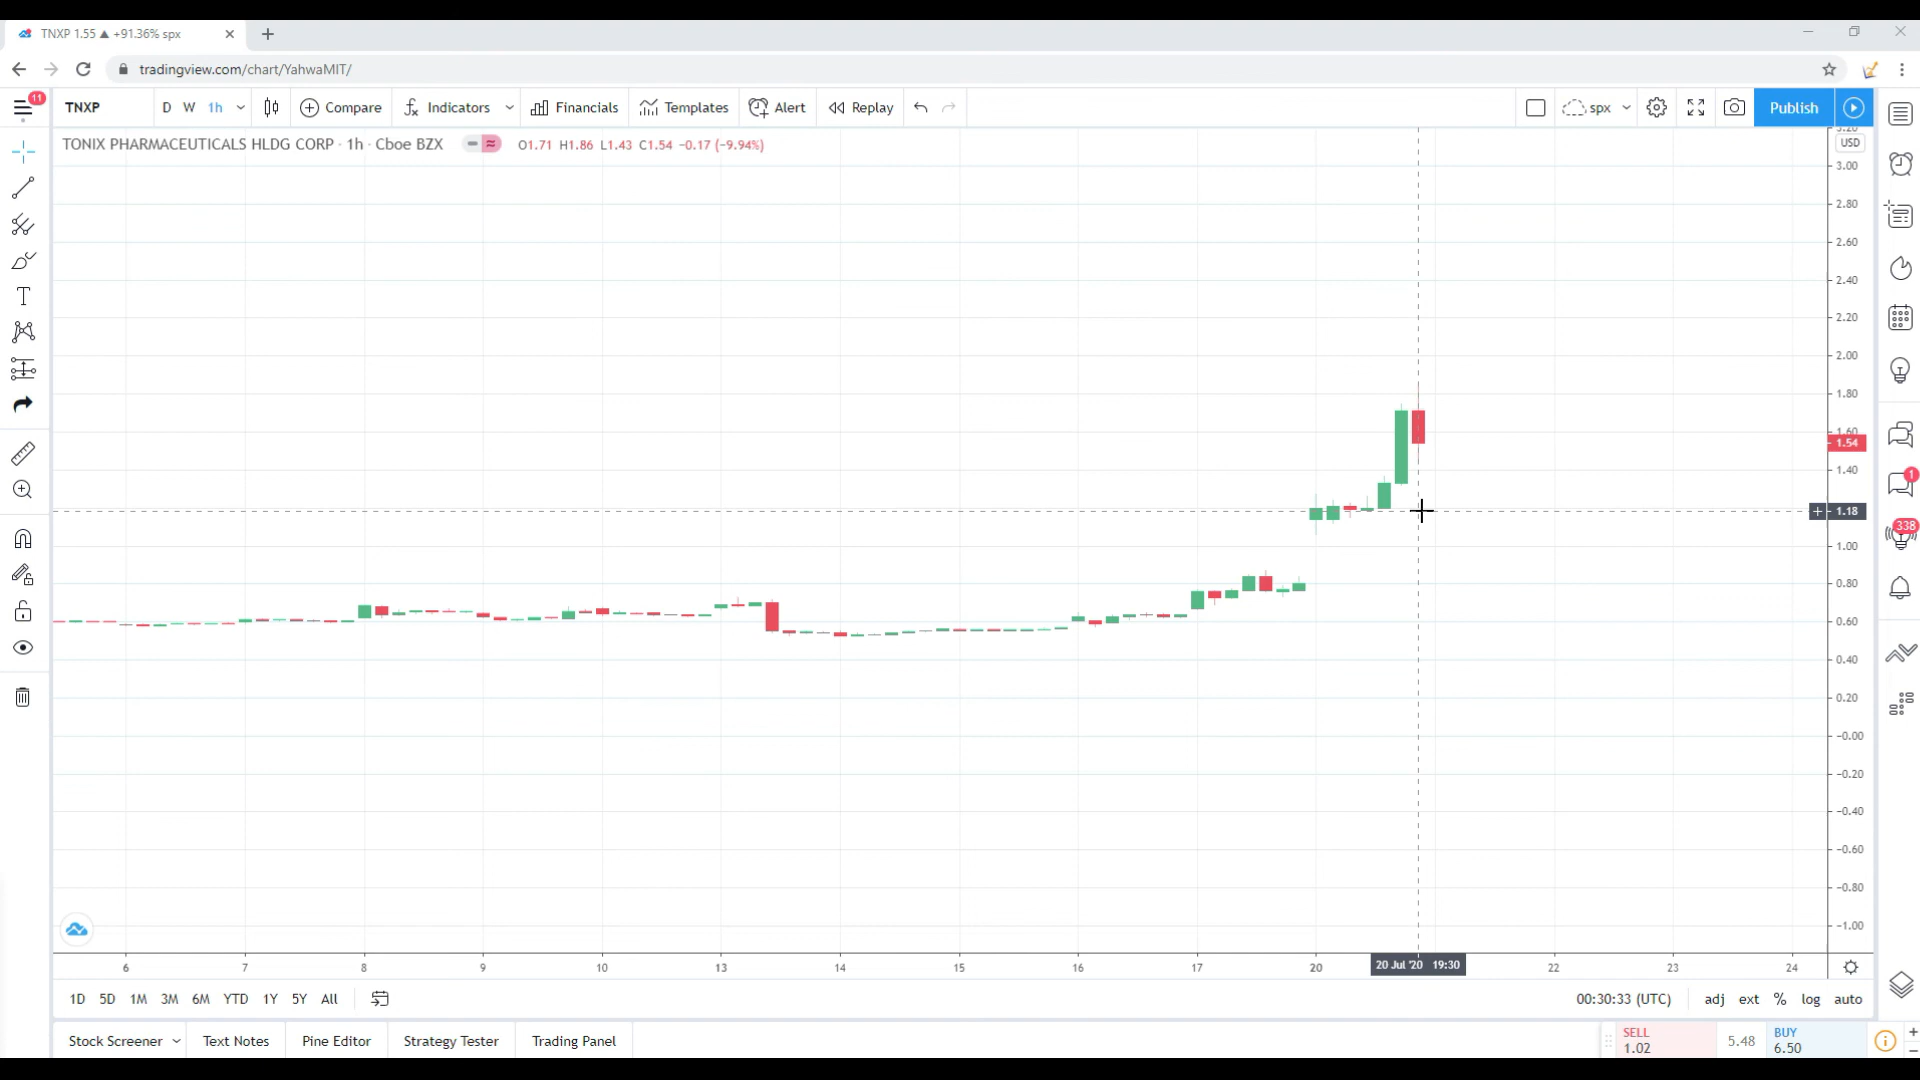 TNXP 1.55 ▲ +91.36% spx
tradingview.com/chart/YahwaMIT/
11
TNXP D W 1h Compare Indicators Financials Templates Alert Replay spx Publish
TONIX PHARMACEUTICALS HLDG CORP · 1h · Cboe BZX O1.71 H1.86 L1.43 C1.54 −0.17 (−9.94%)
3.20
USD
3.00
2.80
2.60
2.40
2.20
2.00
1.80
1.60
1.54
1.40
1.18
1.00
0.80
0.60
0.40
0.20
−0.00
−0.20
−0.40
−0.60
−0.80
−1.00
1
338
6 7 8 9 10 13 14 15 16 17 20 20 Jul '20 19:30 22 23 24
1D 5D 1M 3M 6M YTD 1Y 5Y All 00:30:33 (UTC) adj ext % log auto
Stock Screener Text Notes Pine Editor Strategy Tester Trading Panel
SELL
1.02
5.48
BUY
6.50